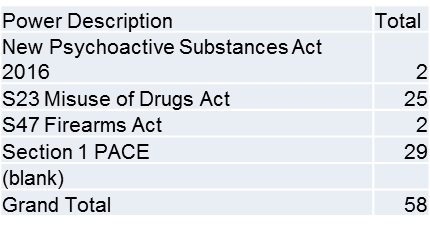 Power Description Total
New Psychoactive Substances Act
2016 2
S23 Misuse of Drugs Act 25
S47 Firearms Act 2
Section 1 PACE 29
(blank)
Grand Total 58